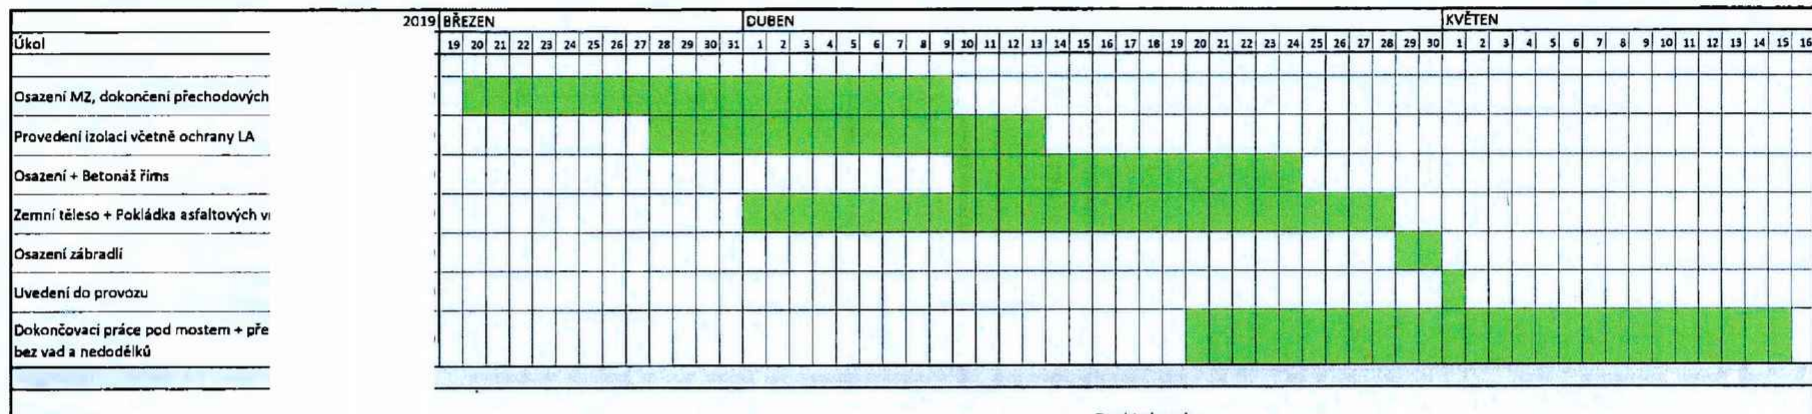 2019 BŘEZEN DUBEN KVĚTEN
Úkol 19 20 21 22 23 24 25 26 27 28 29 30 31 1 2 3 4 5 6 7 8 9 10 11 12 13 14 15 16 17 18 19 20 21 22 23 24 25 26 27 28 29 30 1 2 3 4 5 6 7 8 9 10 11 12 13 14 15 16
Osazení MZ, dokončení přechodových
Provedení izolací včetně ochrany LA
Osazení + Betonáž říms
Zemní těleso + Pokládka asfaltových
Osazení zábradlí
Uvedení do provozu
Dokončovací práce pod mostem + pře
bez vad a nedodělků